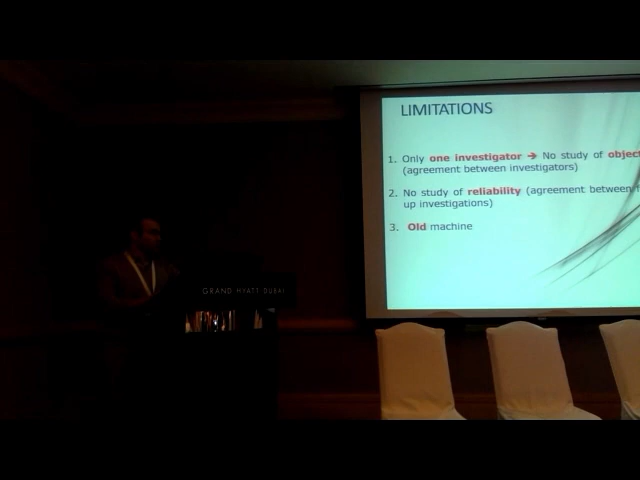 LIMITATIONS
1. Only one investigator ➔ No study of
(agreement between investigators)
2. No study of reliability (agreement between
up investigations)
3. Old machine
GRAND HYATT DUBAI